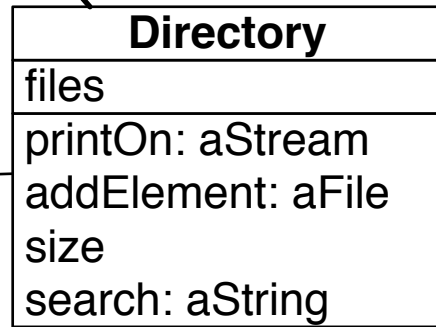 Directory
files
printOn: aStream
addElement: aFile
size
search: aString